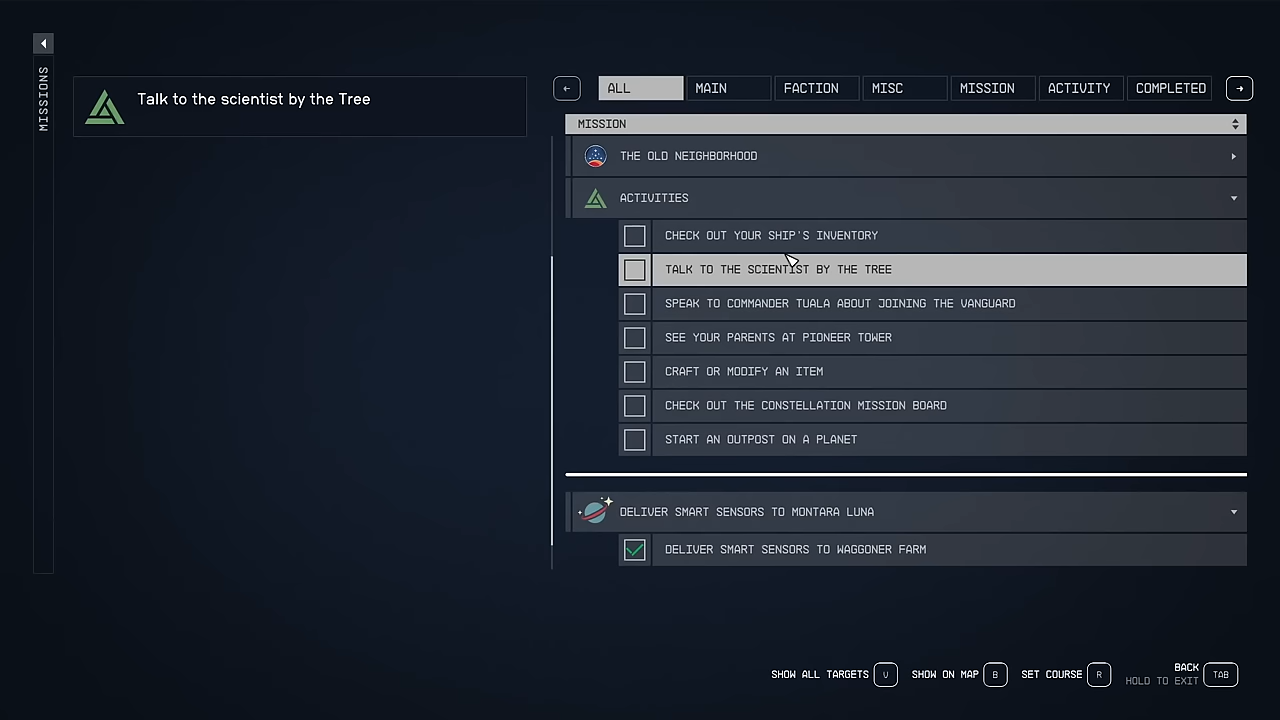 MISSIONS
Talk to the scientist by the Tree
ALL
MAIN
FACTION
MISC
MISSION
ACTIVITY
COMPLETED
MISSION
THE OLD NEIGHBORHOOD
ACTIVITIES
CHECK OUT YOUR SHIP'S INVENTORY
TALK TO THE SCIENTIST BY THE TREE
SPEAK TO COMMANDER TUALA ABOUT JOINING THE VANGUARD
SEE YOUR PARENTS AT PIONEER TOWER
CRAFT OR MODIFY AN ITEM
CHECK OUT THE CONSTELLATION MISSION BOARD
START AN OUTPOST ON A PLANET
DELIVER SMART SENSORS TO MONTARA LUNA
DELIVER SMART SENSORS TO WAGGONER FARM
SHOW ALL TARGETS V
SHOW ON MAP B
SET COURSE R
BACK
HOLD TO EXIT
TAB